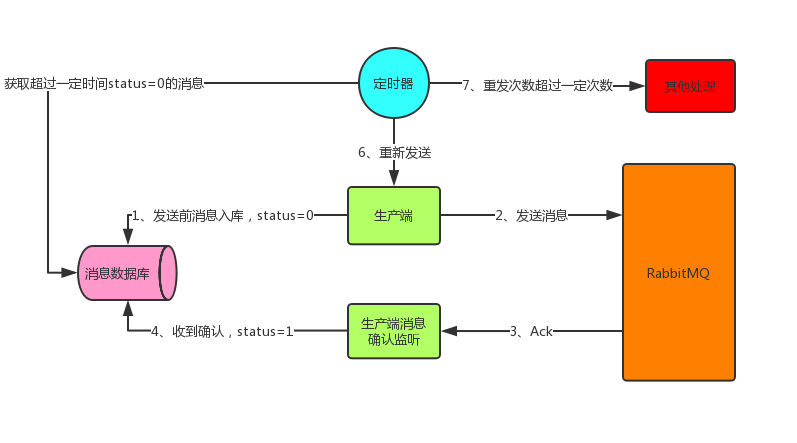 获取超过一定时间status=0的消息
定时器
7、重发次数超过一定次数
其他处理
6、重新发送
1、发送前消息入库，status=0
生产端
2、发送消息
消息数据库
RabbitMQ
生产端消息
确认监听
4、收到确认，status=1
3、Ack